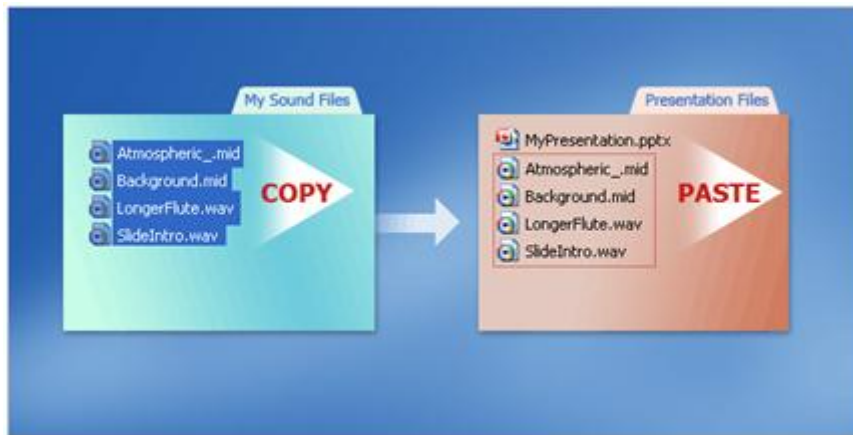 My Sound Files
Atmospheric_.mid
Background.mid
LongerFlute.wav
SlideIntro.wav
COPY
Presentation Files
MyPresentation.pptx
Atmospheric_.mid
Background.mid
LongerFlute.wav
SlideIntro.wav
PASTE